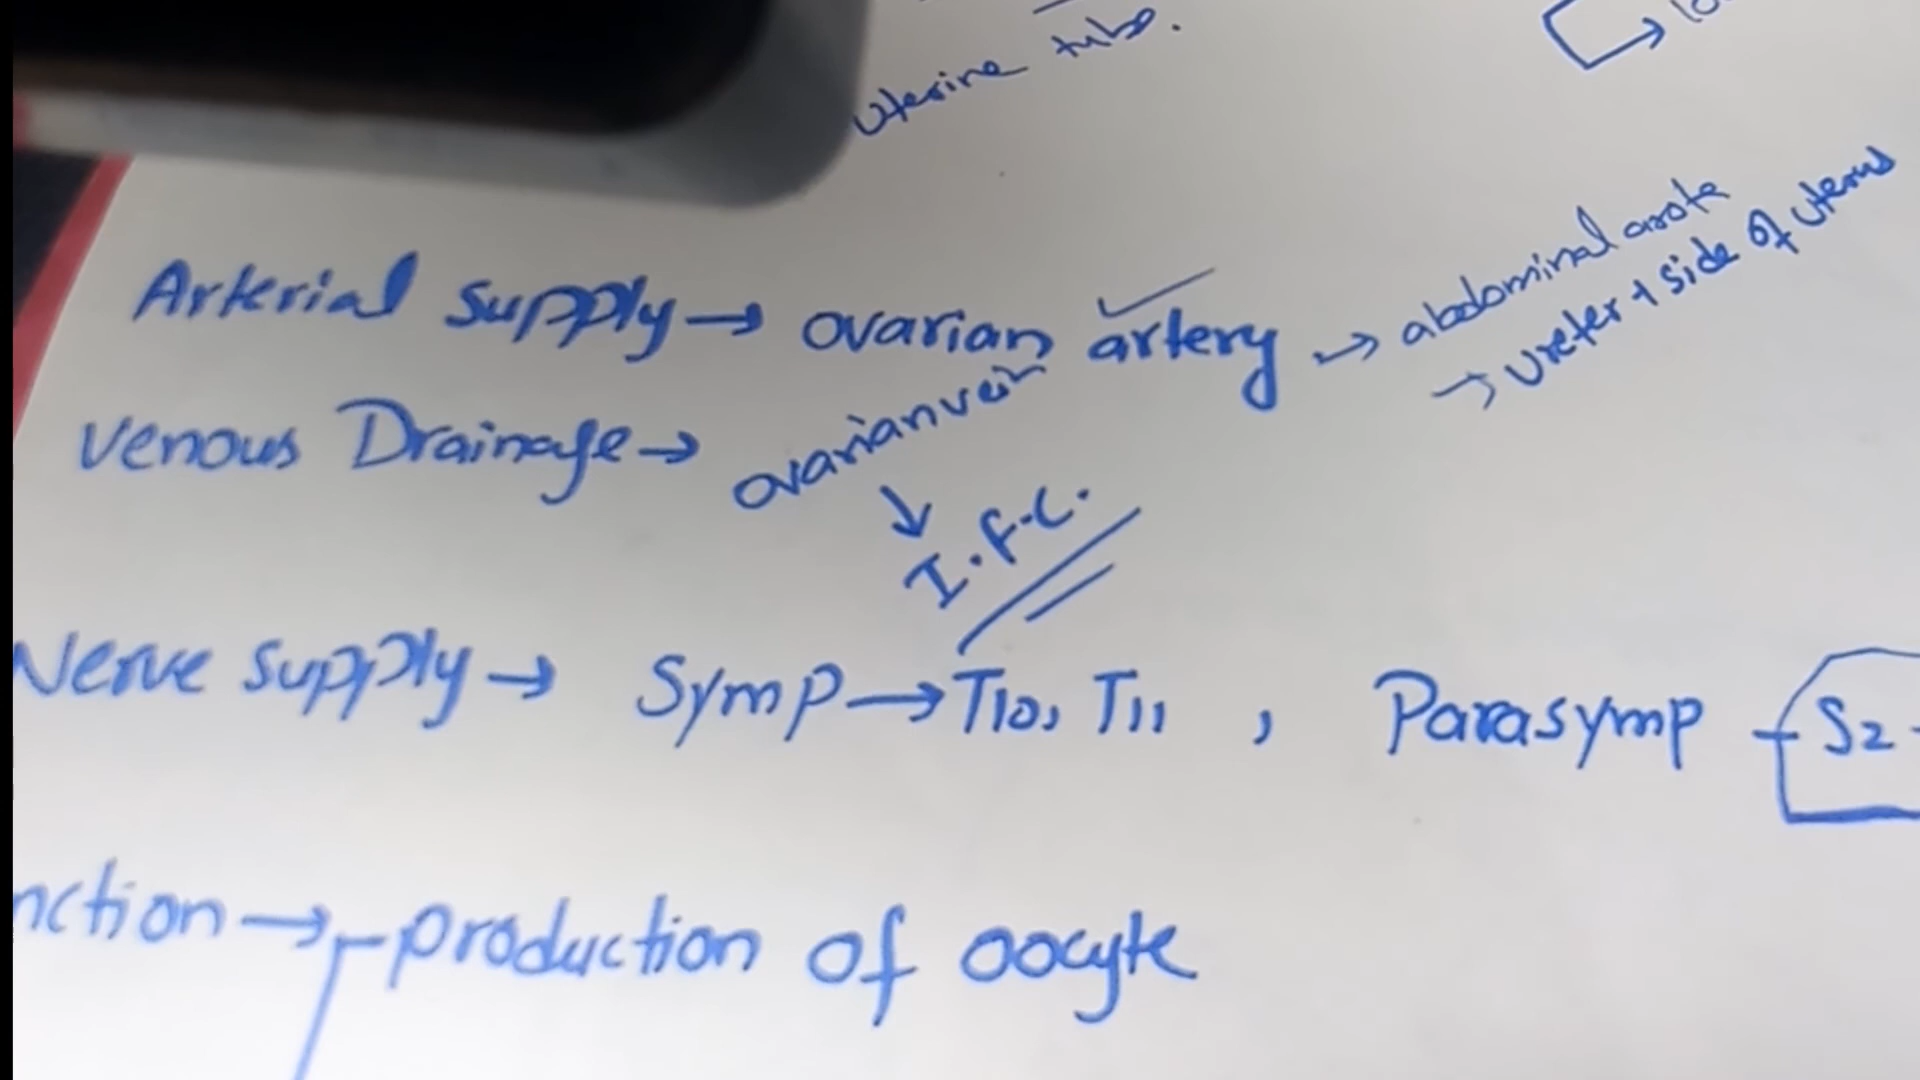 uterine tube.
Arterial supply → ovarian artery → abdominal aorta
→ ureter + side of uterus
venous Drainage → ovarian vein
↓
I.F.C.
Nerve supply → Symp → T10, T11 , Parasymp S2
nction → production of oocyte